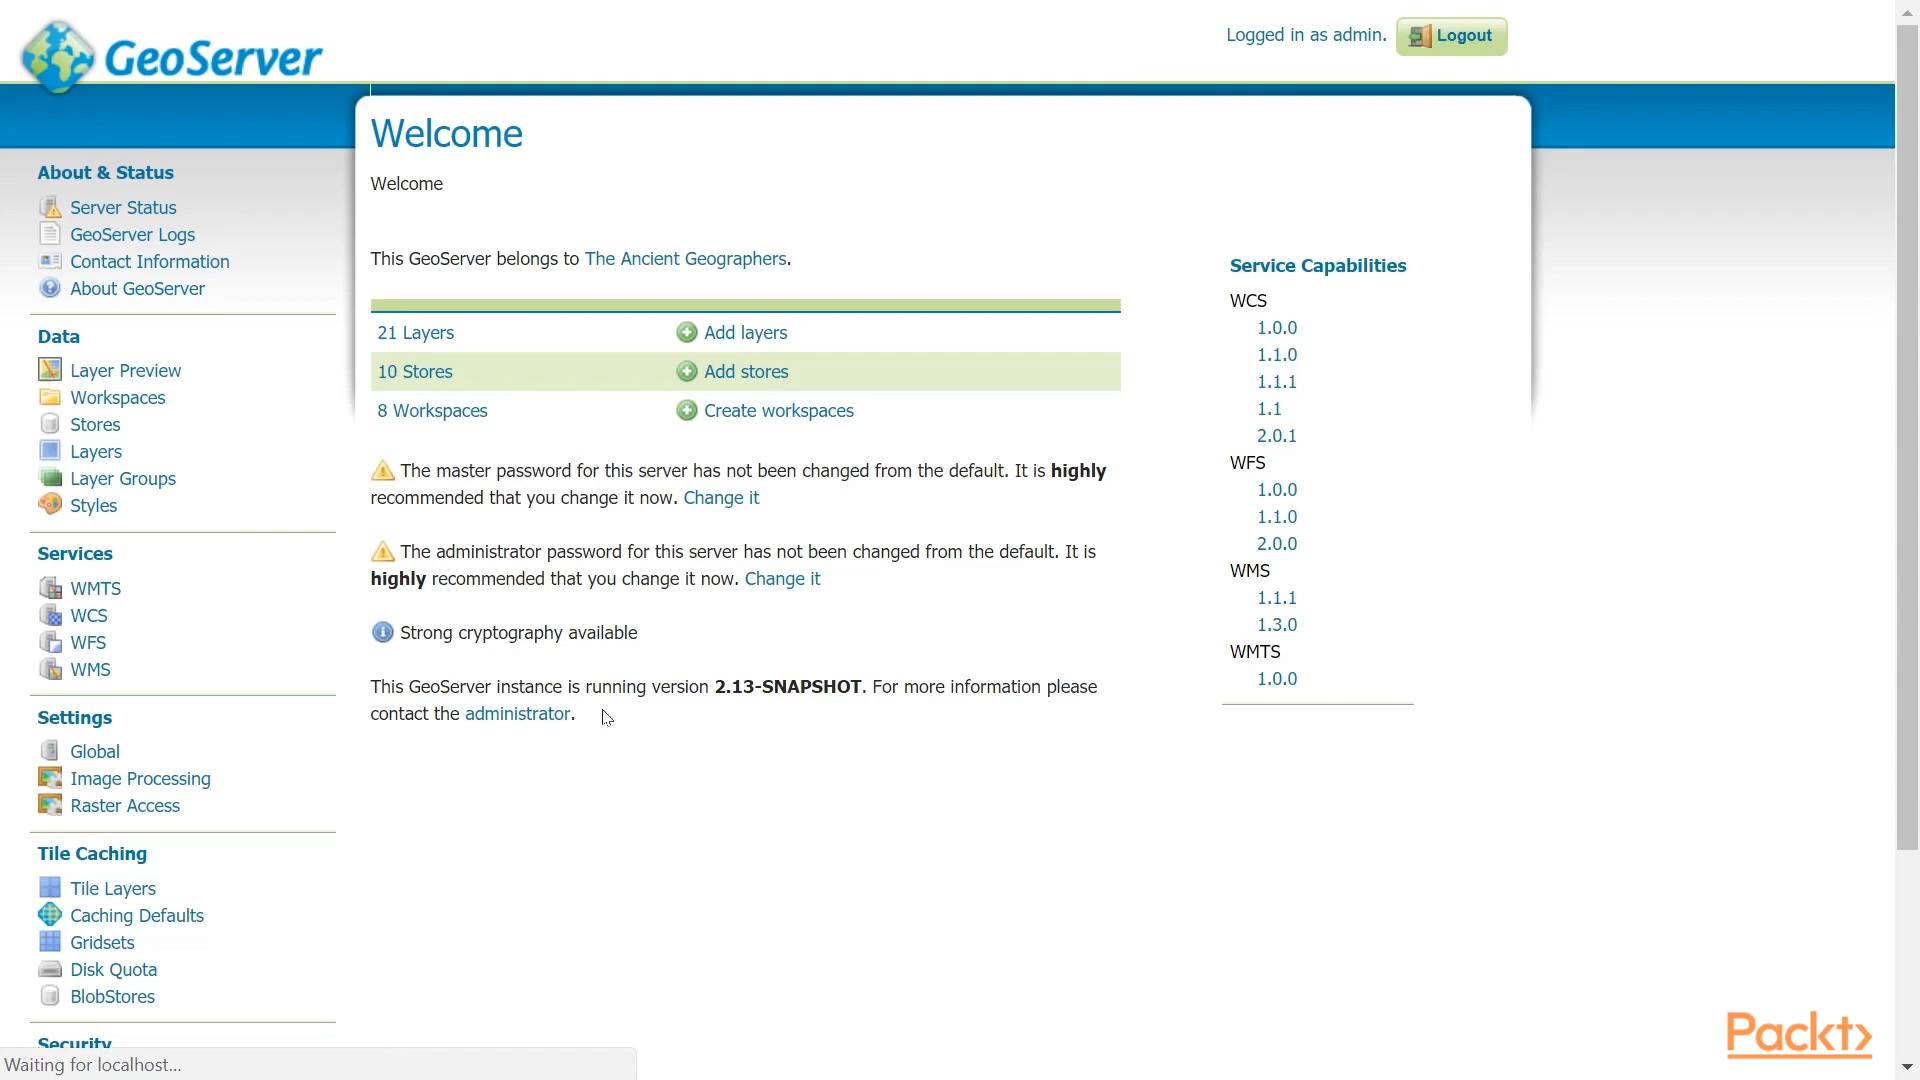 GeoServer
Logged in as admin.
Logout
Welcome
Welcome
About & Status
Server Status
GeoServer Logs
Contact Information
About GeoServer
Data
Layer Preview
Workspaces
Stores
Layers
Layer Groups
Styles
Services
WMTS
WCS
WFS
WMS
Settings
Global
Image Processing
Raster Access
Tile Caching
Tile Layers
Caching Defaults
Gridsets
Disk Quota
BlobStores
Security
This GeoServer belongs to The Ancient Geographers.
21 Layers
Add layers
10 Stores
Add stores
8 Workspaces
Create workspaces
The master password for this server has not been changed from the default. It is highly
recommended that you change it now. Change it
The administrator password for this server has not been changed from the default. It is
highly recommended that you change it now. Change it
Strong cryptography available
This GeoServer instance is running version 2.13-SNAPSHOT. For more information please
contact the administrator.
Service Capabilities
WCS
1.0.0
1.1.0
1.1.1
1.1
2.0.1
WFS
1.0.0
1.1.0
2.0.0
WMS
1.1.1
1.3.0
WMTS
1.0.0
Waiting for localhost...
Packt>